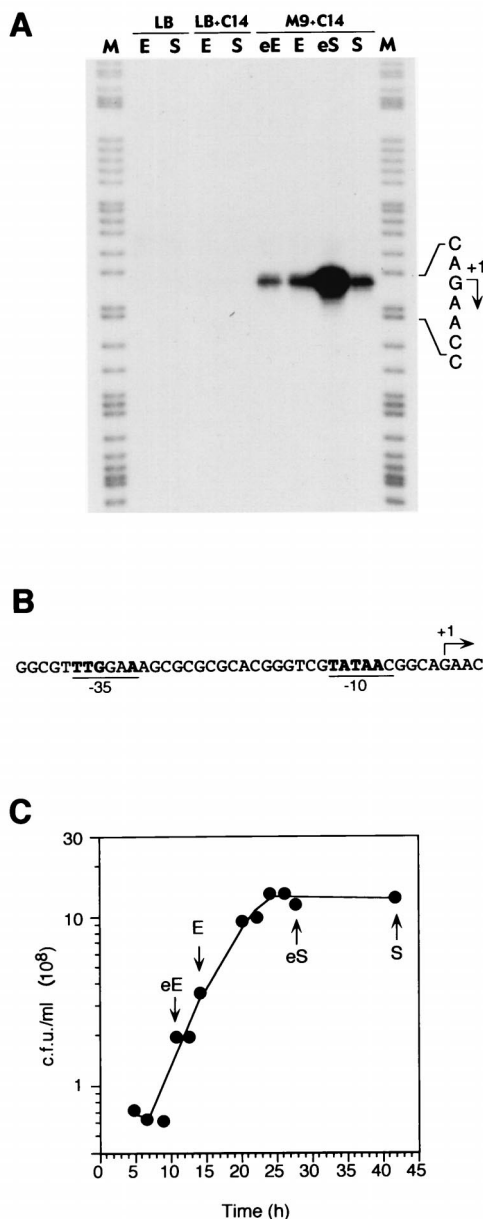 A
LB LB+C14 M9+C14
M E S E S eE E eS S M
C
A
G
A
A
C
C
+1
B
+1
GGCGTTTGGAAAGCGCGCGCACGGGTCGTATAACGGCAGAAC
-35 -10
C
30
10
1
c.f.u./ml (10⁸)
eE
E
eS
S
0 5 10 15 20 25 30 35 40 45
Time (h)